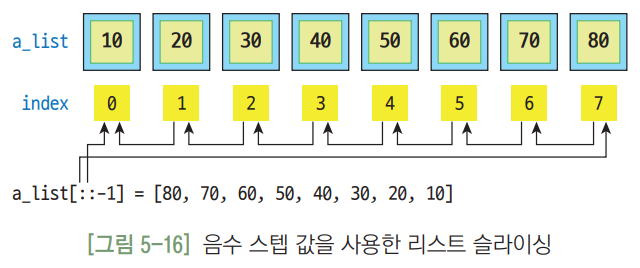 a_list 10 20 30 40 50 60 70 80
index 0 1 2 3 4 5 6 7
a_list[::-1] = [80, 70, 60, 50, 40, 30, 20, 10]
[그림 5-16] 음수 스텝 값을 사용한 리스트 슬라이싱